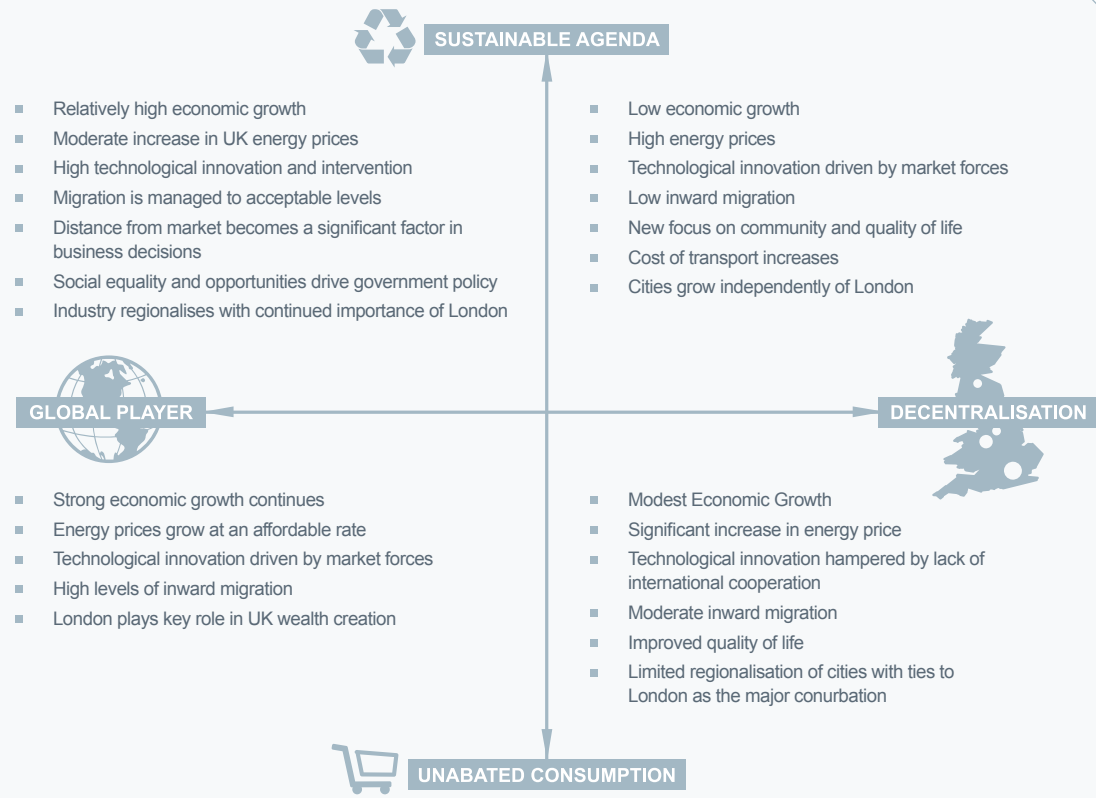 SUSTAINABLE AGENDA
Relatively high economic growth
Moderate increase in UK energy prices
High technological innovation and intervention
Migration is managed to acceptable levels
Distance from market becomes a significant factor in
business decisions
Social equality and opportunities drive government policy
Industry regionalises with continued importance of London
Low economic growth
High energy prices
Technological innovation driven by market forces
Low inward migration
New focus on community and quality of life
Cost of transport increases
Cities grow independently of London
GLOBAL PLAYER
DECENTRALISATION
Strong economic growth continues
Energy prices grow at an affordable rate
Technological innovation driven by market forces
High levels of inward migration
London plays key role in UK wealth creation
Modest Economic Growth
Significant increase in energy price
Technological innovation hampered by lack of
international cooperation
Moderate inward migration
Improved quality of life
Limited regionalisation of cities with ties to
London as the major conurbation
UNABATED CONSUMPTION